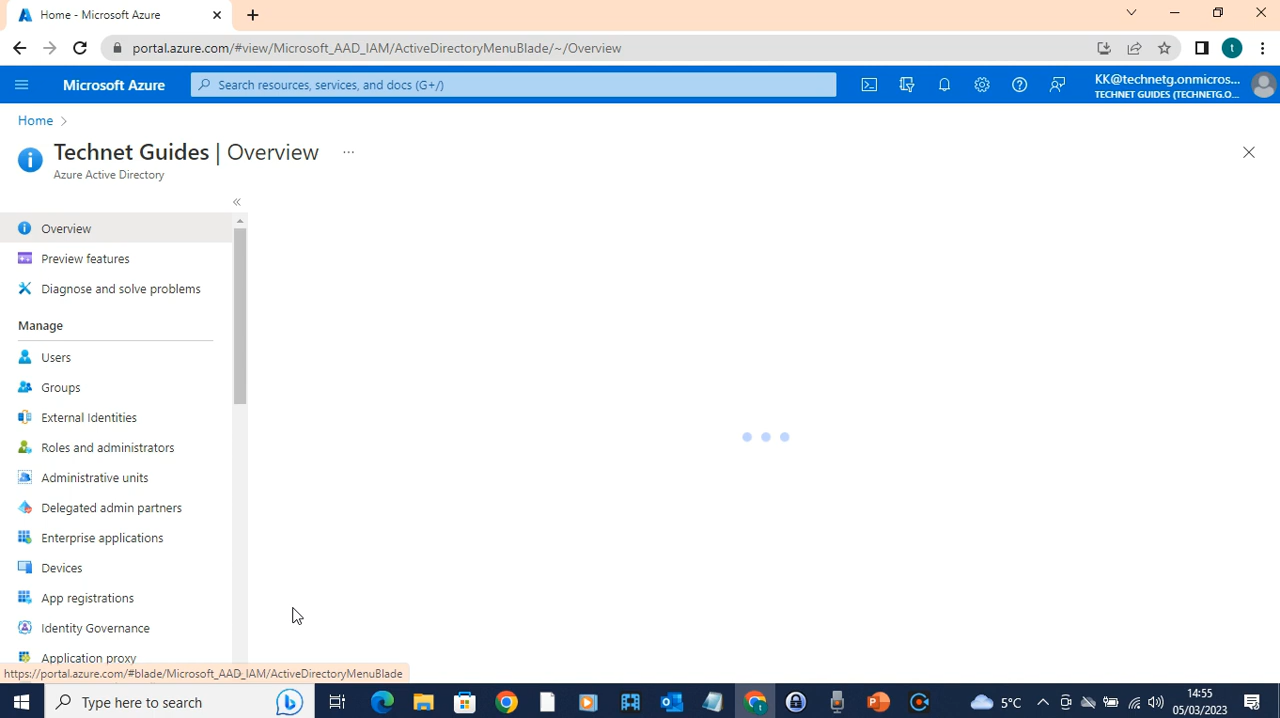 Home - Microsoft Azure
portal.azure.com/#view/Microsoft_AAD_IAM/ActiveDirectoryMenuBlade/~/Overview
t
Microsoft Azure
Search resources, services, and docs (G+/)
KK@technetg.onmicros...
TECHNET GUIDES (TECHNETG.O...
Home
Technet Guides | Overview
...
Azure Active Directory
Overview
Preview features
Diagnose and solve problems
Manage
Users
Groups
External Identities
Roles and administrators
Administrative units
Delegated admin partners
Enterprise applications
Devices
App registrations
Identity Governance
Application proxy
https://portal.azure.com/#blade/Microsoft_AAD_IAM/ActiveDirectoryMenuBlade
Type here to search
5°C
14:55
05/03/2023